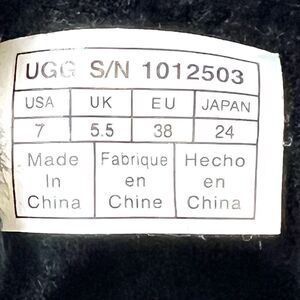 UGG S/N 1012503
USA UK EU JAPAN
7 5.5 38 24
Made Fabrique Hecho
In en en
China Chine China